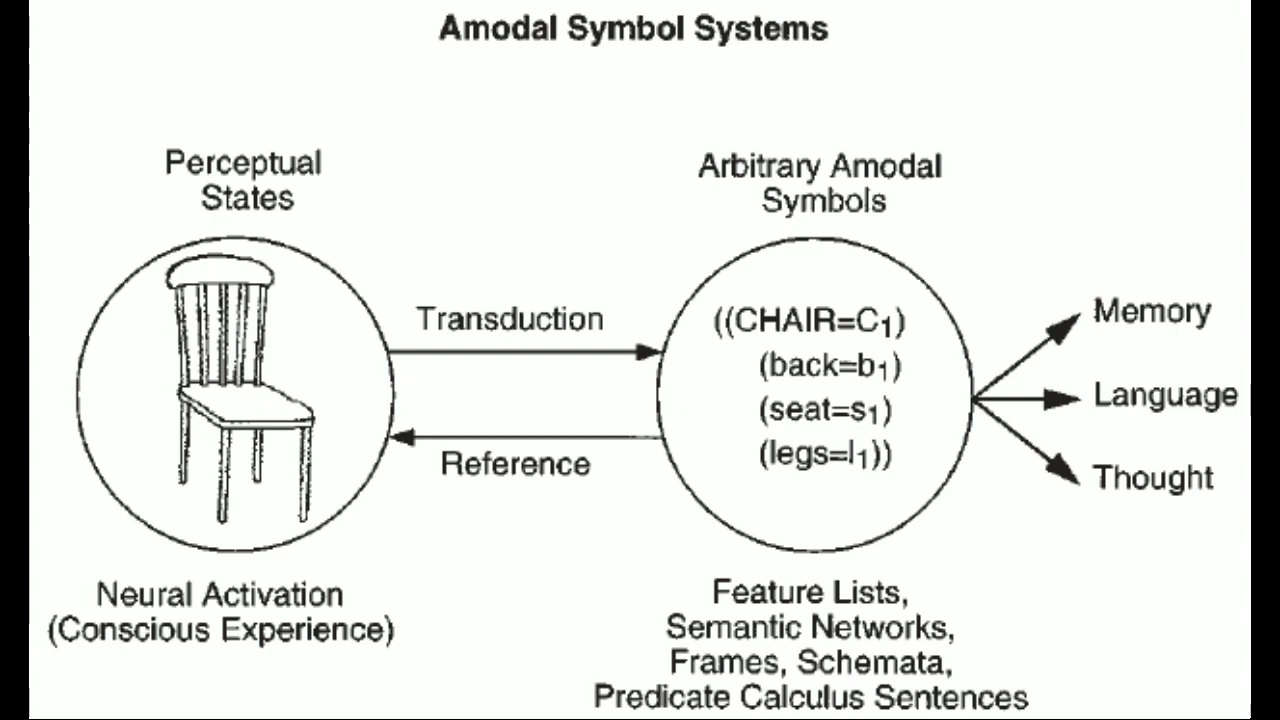 Amodal Symbol Systems
Perceptual
States
Arbitrary Amodal
Symbols
Transduction
Reference
((CHAIR=C₁)
(back=b₁)
(seat=s₁)
(legs=l₁))
Memory
Language
Thought
Neural Activation
(Conscious Experience)
Feature Lists,
Semantic Networks,
Frames, Schemata,
Predicate Calculus Sentences